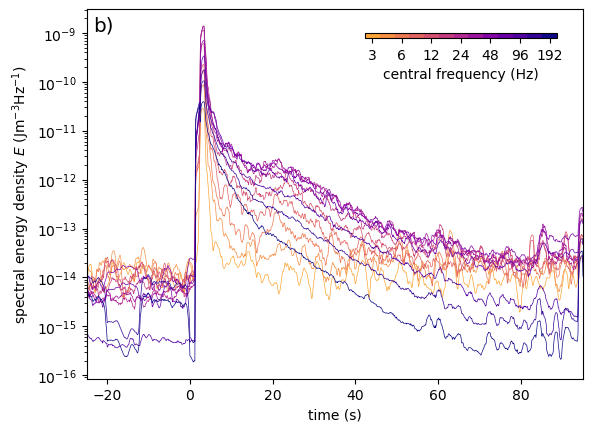 b)
10⁻⁹
10⁻¹⁰
10⁻¹¹
10⁻¹²
10⁻¹³
10⁻¹⁴
10⁻¹⁵
10⁻¹⁶
spectral energy density E (Jm⁻³Hz⁻¹)
3 6 12 24 48 96 192
central frequency (Hz)
−20 0 20 40 60 80
time (s)